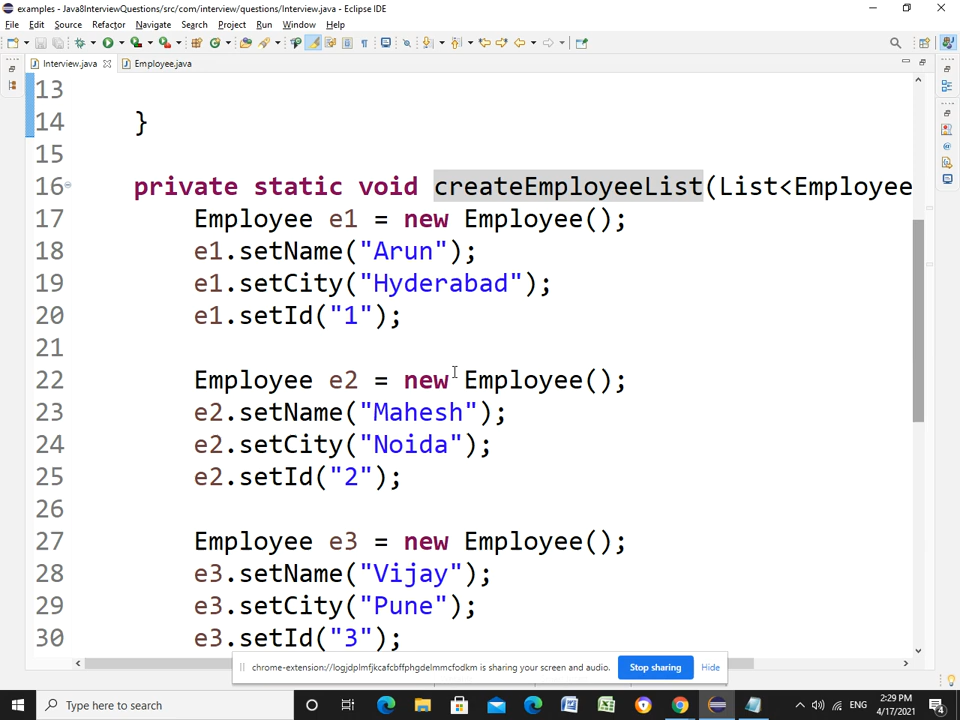 examples - Java8InterviewQuestions/src/com/interview/questions/Interview.java - Eclipse IDE
File Edit Source Refactor Navigate Search Project Run Window Help
Interview.java Employee.java
13
14 }
15
16 private static void createEmployeeList(List<Employee
17 Employee e1 = new Employee();
18 e1.setName("Arun");
19 e1.setCity("Hyderabad");
20 e1.setId("1");
21
22 Employee e2 = new Employee();
23 e2.setName("Mahesh");
24 e2.setCity("Noida");
25 e2.setId("2");
26
27 Employee e3 = new Employee();
28 e3.setName("Vijay");
29 e3.setCity("Pune");
30 e3.setId("3");
chrome-extension://logjdplmfjkcafcbffphgdelmmcfodkm is sharing your screen and audio. Stop sharing Hide
Type here to search
ENG 2:29 PM
4/17/2021
4